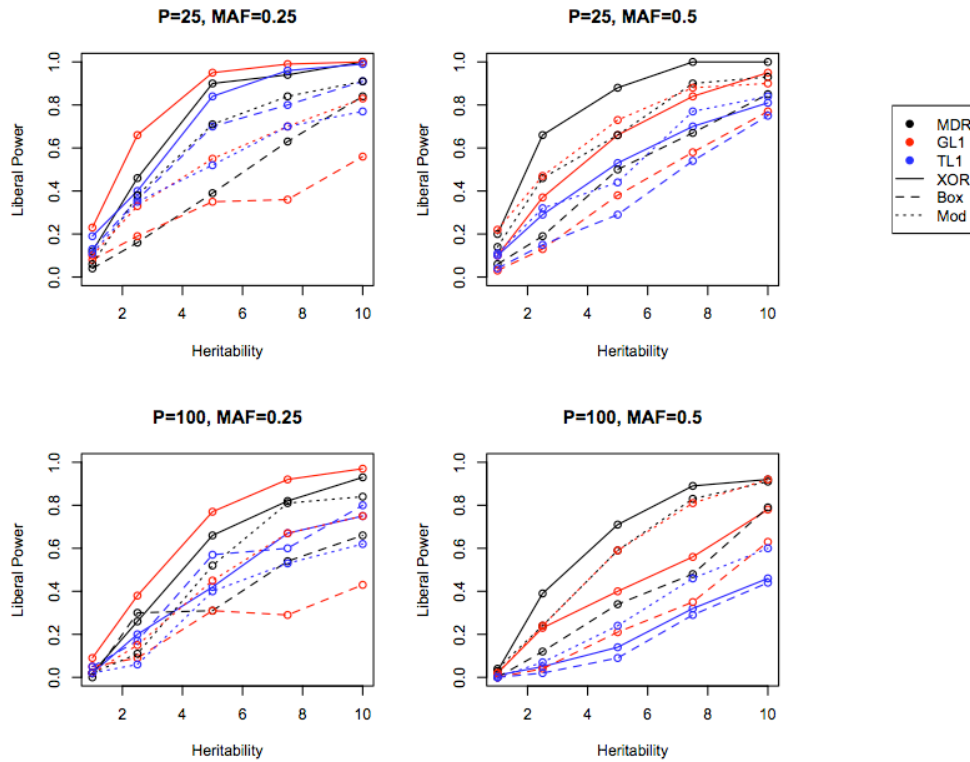 P=25, MAF=0.25
Liberal Power
0.0 0.2 0.4 0.6 0.8 1.0
2 4 6 8 10
Heritability
P=25, MAF=0.5
Liberal Power
0.0 0.2 0.4 0.6 0.8 1.0
2 4 6 8 10
Heritability
MDR
GL1
TL1
XOR
Box
Mod
P=100, MAF=0.25
Liberal Power
0.0 0.2 0.4 0.6 0.8 1.0
2 4 6 8 10
Heritability
P=100, MAF=0.5
Liberal Power
0.0 0.2 0.4 0.6 0.8 1.0
2 4 6 8 10
Heritability